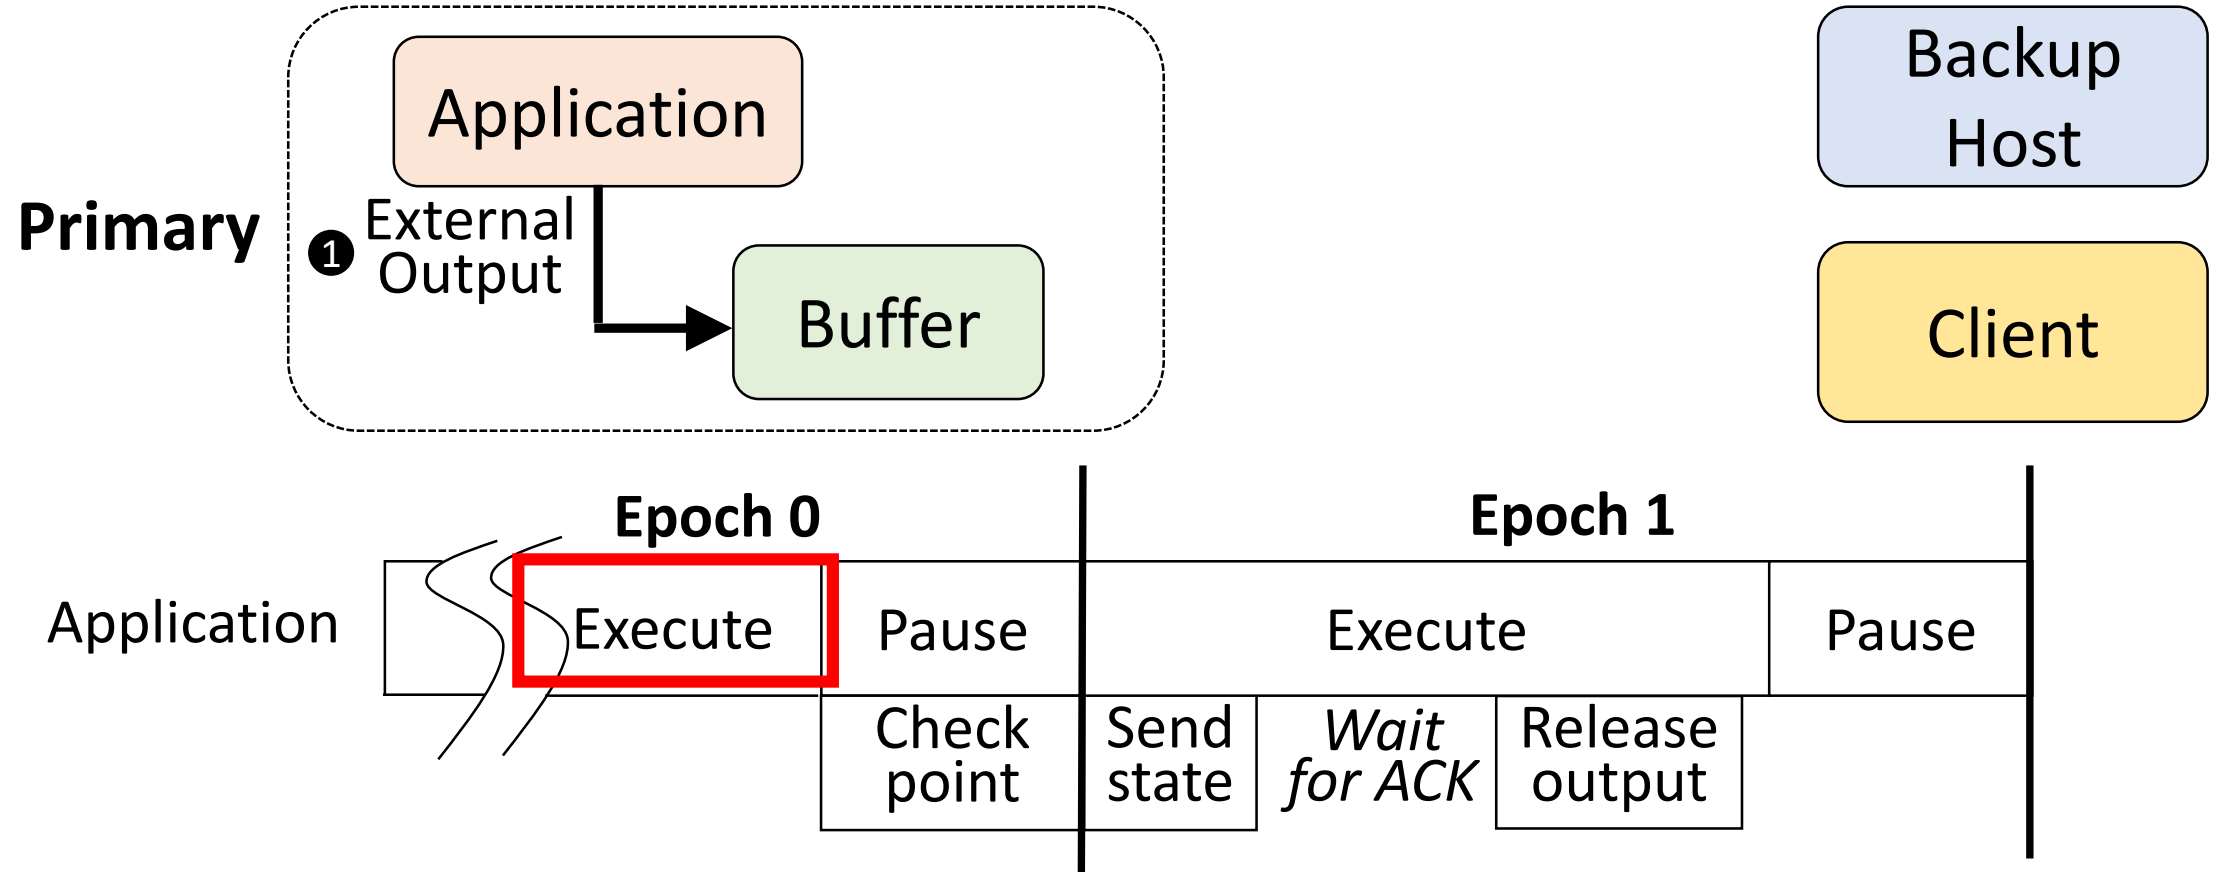 Application
Backup
Host
Primary
1
External
Output
Buffer
Client
Epoch 0
Epoch 1
Application
Execute
Pause
Execute
Pause
Check
point
Send
state
Wait
for ACK
Release
output